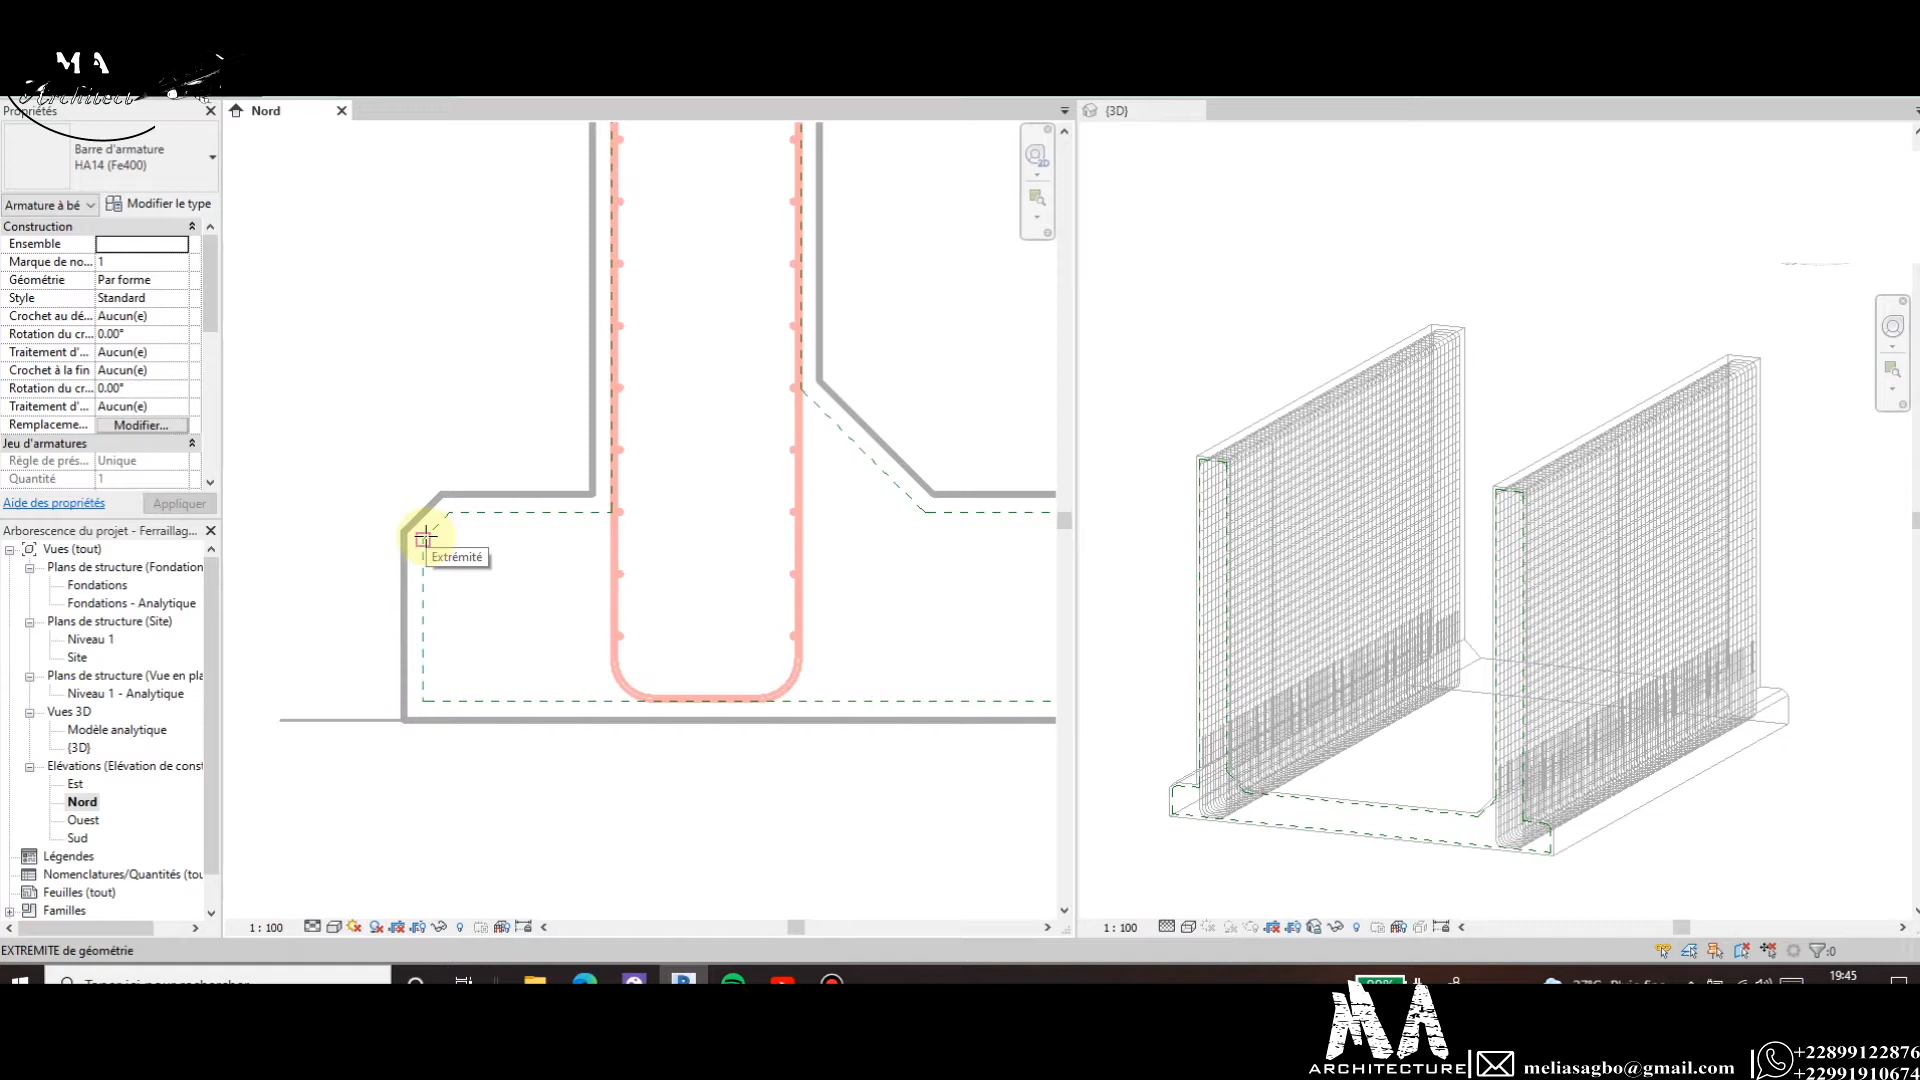 MA
Architect
Propriétés
Nord
{3D}
Barre d'armature
HA14 (Fe400)
Armature à bé
Modifier le type
Construction
Ensemble
Marque de no... 1
Géométrie Par forme
Style Standard
Crochet au dé... Aucun(e)
Rotation du cr... 0.00°
Traitement d'... Aucun(e)
Crochet à la fin Aucun(e)
Rotation du cr... 0.00°
Traitement d'... Aucun(e)
Remplaceme... Modifier...
Jeu d'armatures
Règle de prés... Unique
Quantité 1
Aide des propriétés Appliquer
Extrémité
2D
Arborescence du projet - Ferraillag...
Vues (tout)
Plans de structure (Fondation
Fondations
Fondations - Analytique
Plans de structure (Site)
Niveau 1
Site
Plans de structure (Vue en pla
Niveau 1 - Analytique
Vues 3D
Modèle analytique
{3D}
Elévations (Elévation de const
Est
Nord
Ouest
Sud
Légendes
Nomenclatures/Quantités (tou
Feuilles (tout)
Familles
1 : 100
1 : 100
EXTREMITE de géométrie
:0
19:45
MA
ARCHITECTURE
meliasagbo@gmail.com
+22899122876
+22991910674